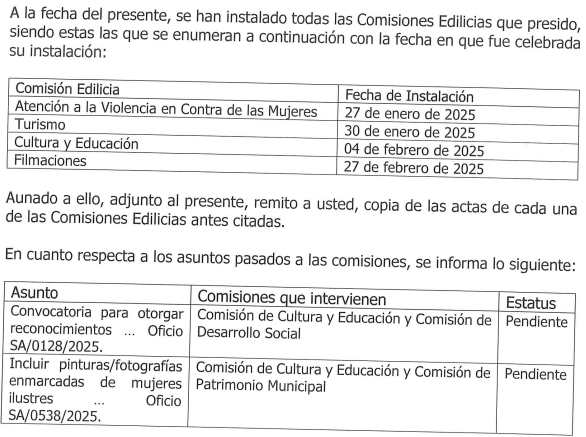 A la fecha del presente, se han instalado todas las Comisiones Edilicias que presido,
siendo estas las que se enumeran a continuación con la fecha en que fue celebrada
su instalación:
Comisión Edilicia Fecha de Instalación
Atención a la Violencia en Contra de las Mujeres 27 de enero de 2025
Turismo 30 de enero de 2025
Cultura y Educación 04 de febrero de 2025
Filmaciones 27 de febrero de 2025
Aunado a ello, adjunto al presente, remito a usted, copia de las actas de cada una
de las Comisiones Edilicias antes citadas.
En cuanto respecta a los asuntos pasados a las comisiones, se informa lo siguiente:
Asunto Comisiones que intervienen Estatus
Convocatoria para otorgar Comisión de Cultura y Educación y Comisión de Pendiente
reconocimientos ... Oficio Desarrollo Social
SA/0128/2025.
Incluir pinturas/fotografías Comisión de Cultura y Educación y Comisión de Pendiente
enmarcadas de mujeres Patrimonio Municipal
ilustres ... Oficio
SA/0538/2025.